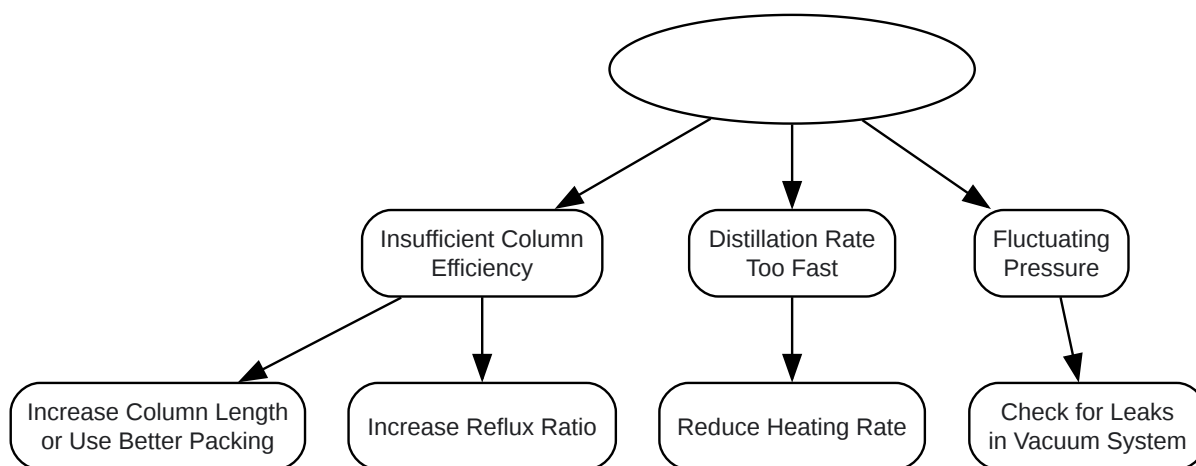 Insufficient Column
Efficiency
Distillation Rate
Too Fast
Fluctuating
Pressure
Increase Column Length
or Use Better Packing
Increase Reflux Ratio
Reduce Heating Rate
Check for Leaks
in Vacuum System